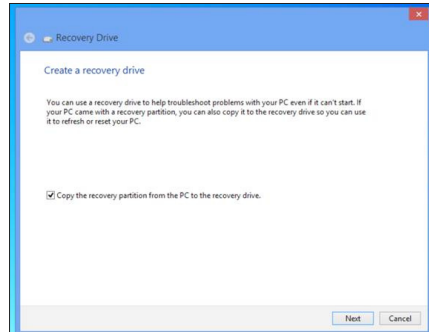 Recovery Drive
Create a recovery drive
You can use a recovery drive to help troubleshoot problems with your PC even if it can't start. If
your PC came with a recovery partition, you can also copy it to the recovery drive so you can use
it to refresh or reset your PC.
Copy the recovery partition from the PC to the recovery drive.
Next Cancel